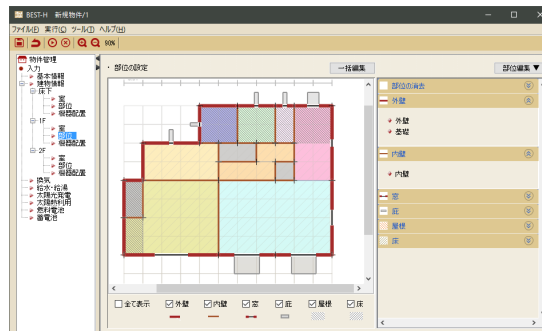 BEST-H 新規物件/1
ファイル(F) 実行(C) ツール(T) ヘルプ(H)
90%
物件管理
入力
基本情報
建物情報
床下
室
部位
機器配置
1F
室
部位
機器配置
2F
室
部位
機器配置
換気
給水・給湯
太陽光発電
太陽熱利用
燃料電池
蓄電池
・ 部位の設定
一括編集
部位編集 ▼
部位の消去
外壁
外壁
基礎
内壁
内壁
窓
庇
屋根
床
全て表示 外壁 内壁 窓 庇 屋根 床